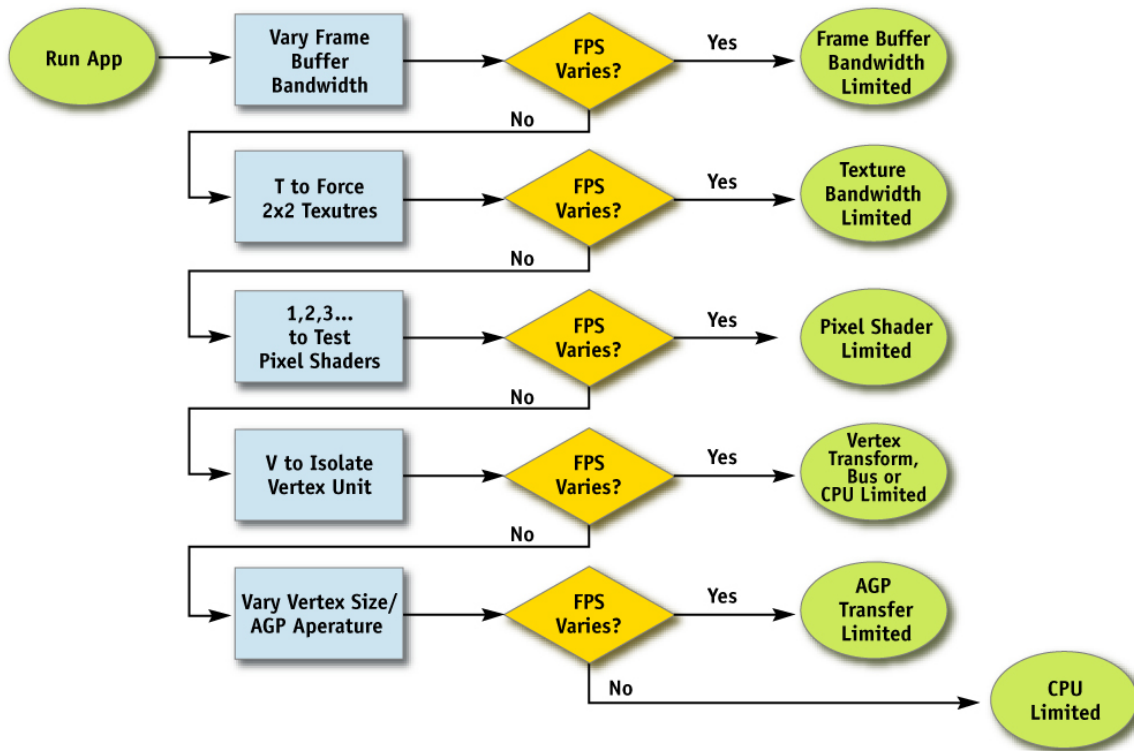 Run App
Vary Frame
Buffer
Bandwidth
FPS
Varies?
Yes
Frame Buffer
Bandwidth
Limited
No
T to Force
2x2 Texutres
FPS
Varies?
Yes
Texture
Bandwidth
Limited
No
1,2,3...
to Test
Pixel Shaders
FPS
Varies?
Yes
Pixel Shader
Limited
No
V to Isolate
Vertex Unit
FPS
Varies?
Yes
Vertex
Transform,
Bus or
CPU Limited
No
Vary Vertex Size/
AGP Aperature
FPS
Varies?
Yes
AGP
Transfer
Limited
No
CPU
Limited